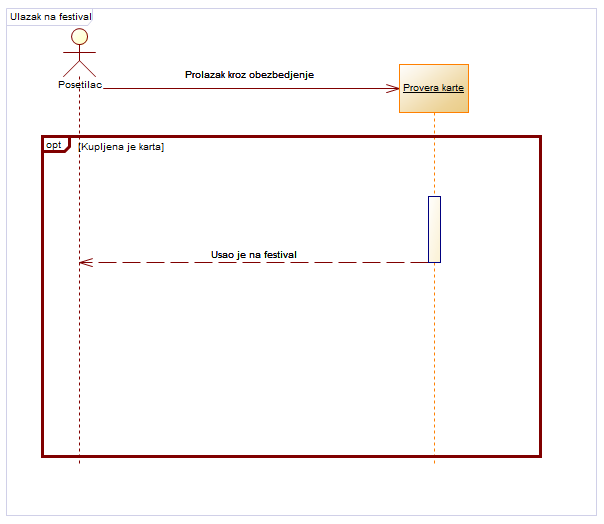 Ulazak na festival
Prolazak kroz obezbedjenje
Posetilac
Provera karte
opt
[Kupljena je karta]
Usao je na festival